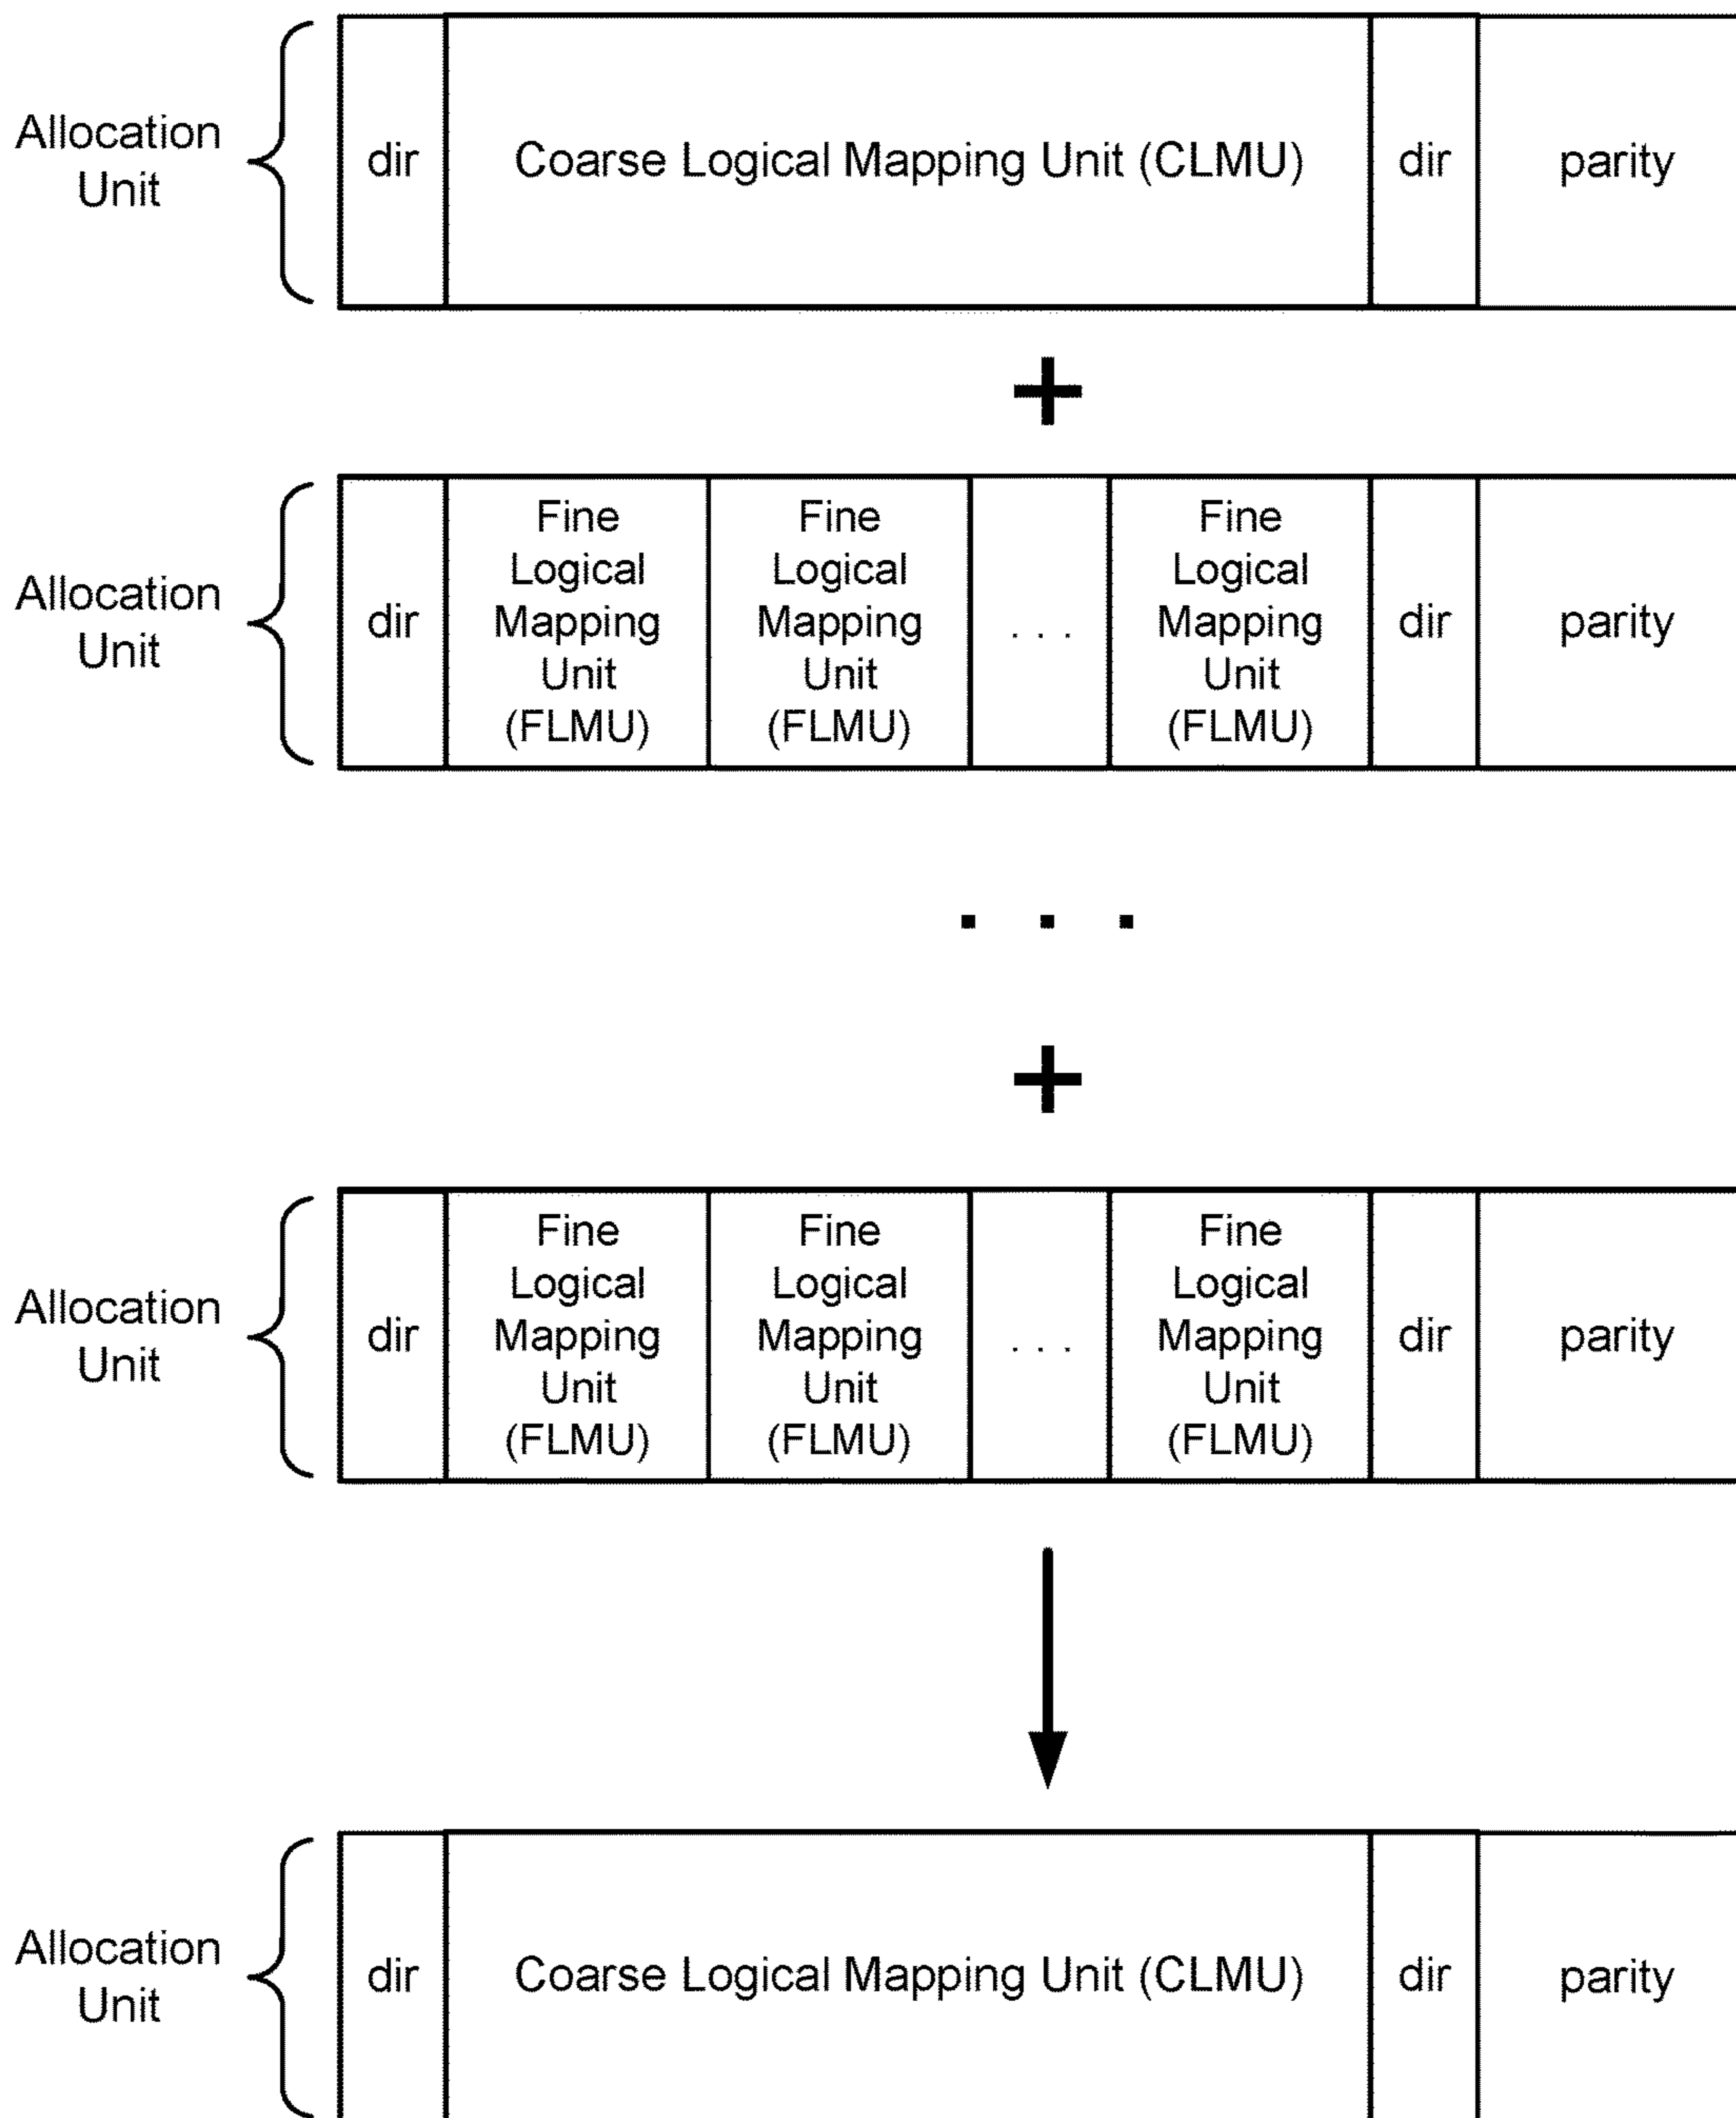 Allocation
Unit
dir
Coarse Logical Mapping Unit (CLMU)
dir
parity
+
Allocation
Unit
dir
Fine
Logical
Mapping
Unit
(FLMU)
Fine
Logical
Mapping
Unit
(FLMU)
. . .
Fine
Logical
Mapping
Unit
(FLMU)
dir
parity
. . .
+
Allocation
Unit
dir
Fine
Logical
Mapping
Unit
(FLMU)
Fine
Logical
Mapping
Unit
(FLMU)
. . .
Fine
Logical
Mapping
Unit
(FLMU)
dir
parity
Allocation
Unit
dir
Coarse Logical Mapping Unit (CLMU)
dir
parity